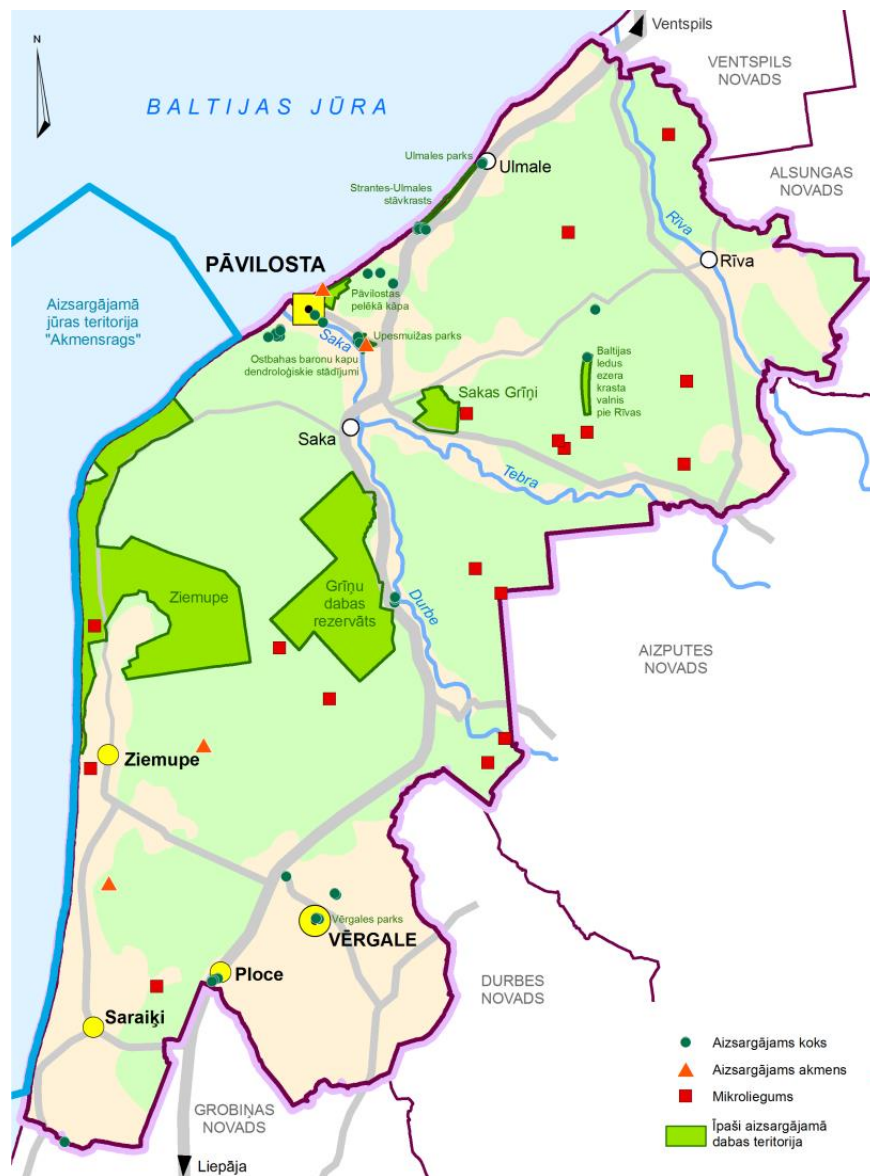 N
Ventspils
VENTSPILS
NOVADS
BALTIJAS JŪRA
Ulmales parks
Ulmale
ALSUNGAS
NOVADS
Strantes-Ulmales
stāvkrasts
Rīva
Rīva
PĀVILOSTA
Pāvilostas
pelēkā kāpa
Aizsargājamā
jūras teritorija
"Akmensrags"
Saka
Upesmuižas parks
Ostbahas baronu kapu
dendroloģiskie stādījumi
Baltijas
ledus
ezera
krasta
valnis
pie Rīvas
Sakas Grīņi
Saka
Tebra
Ziemupe
Grīņu
dabas
rezervāts
Durbe
AIZPUTES
NOVADS
Ziemupe
Vērgales parks
VĒRGALE
Ploce
DURBES
NOVADS
Saraiķi
Aizsargājams koks
Aizsargājams akmens
Mikroliegums
Īpaši aizsargājamā
dabas teritorija
GROBIŅAS
NOVADS
Liepāja